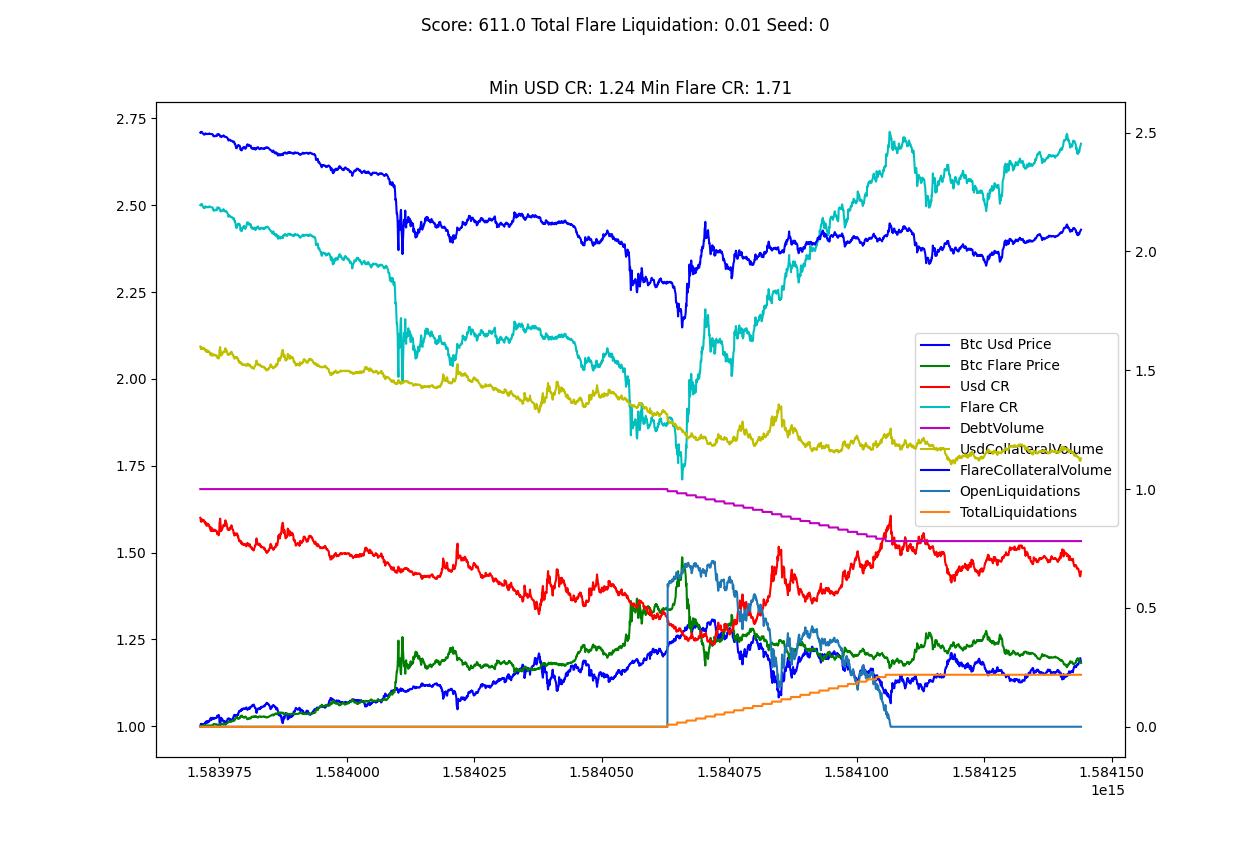 Score: 611.0 Total Flare Liquidation: 0.01 Seed: 0
Min USD CR: 1.24 Min Flare CR: 1.71
2.75
2.50
2.25
2.00
1.75
1.50
1.25
1.00
2.5
2.0
1.5
1.0
0.5
0.0
Btc Usd Price
Btc Flare Price
Usd CR
Flare CR
DebtVolume
UsdCollateralVolume
FlareCollateralVolume
OpenLiquidations
TotalLiquidations
1.583975 1.584000 1.584025 1.584050 1.584075 1.584100 1.584125 1.584150
1e15